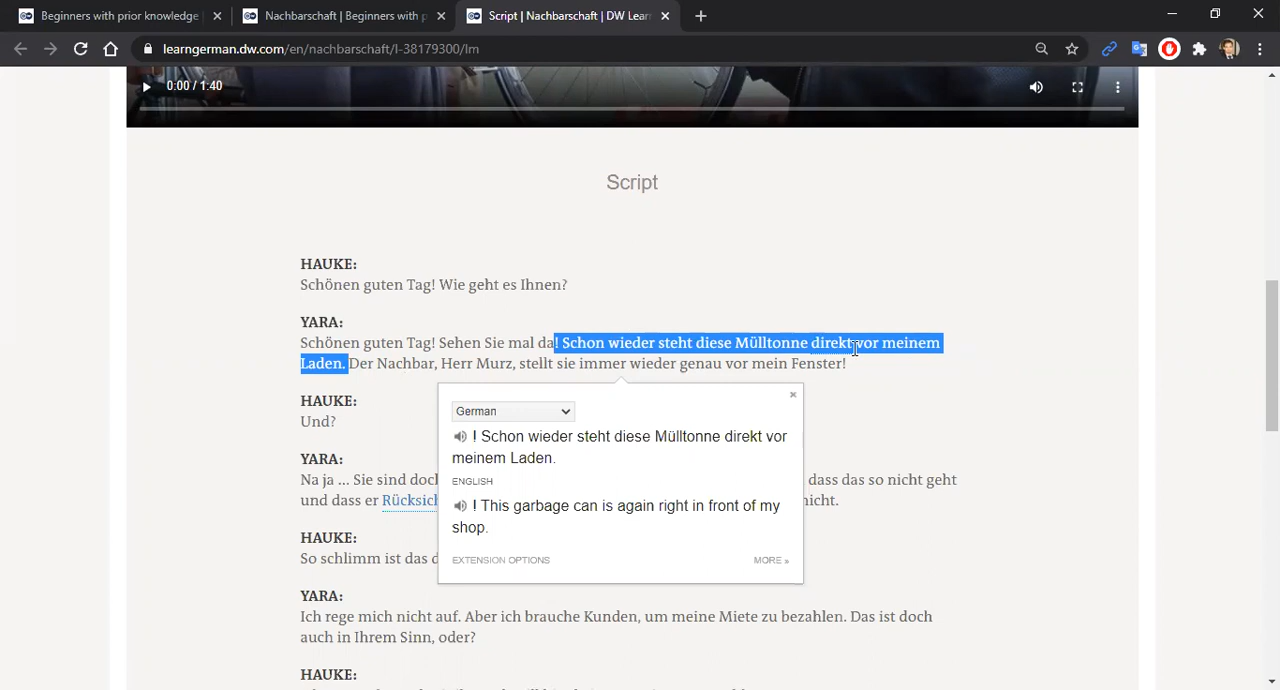 Beginners with prior knowledge
Nachbarschaft | Beginners with p
Script | Nachbarschaft | DW Lear
learngerman.dw.com/en/nachbarschaft/l-38179300/lm
0:00 / 1:40
Script
HAUKE:
Schönen guten Tag! Wie geht es Ihnen?
YARA:
Schönen guten Tag! Sehen Sie mal da! Schon wieder steht diese Mülltonne direkt vor meinem
Laden. Der Nachbar, Herr Murz, stellt sie immer wieder genau vor mein Fenster!
HAUKE:
Und?
YARA:
Na ja ... Sie sind doch dass das so nicht geht
und dass er Rücksich nicht.
HAUKE:
So schlimm ist das d
YARA:
Ich rege mich nicht auf. Aber ich brauche Kunden, um meine Miete zu bezahlen. Das ist doch
auch in Ihrem Sinn, oder?
HAUKE:
German
! Schon wieder steht diese Mülltonne direkt vor
meinem Laden.
ENGLISH
! This garbage can is again right in front of my
shop.
EXTENSION OPTIONS
MORE »